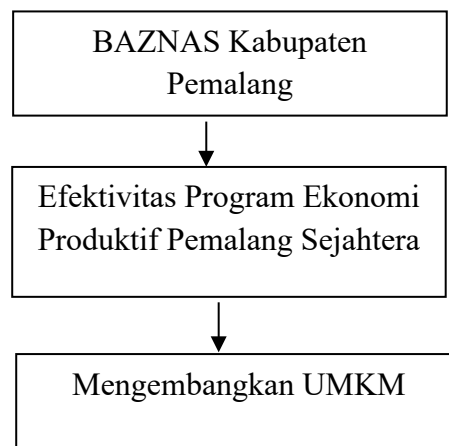 BAZNAS Kabupaten
Pemalang
Efektivitas Program Ekonomi
Produktif Pemalang Sejahtera
Mengembangkan UMKM